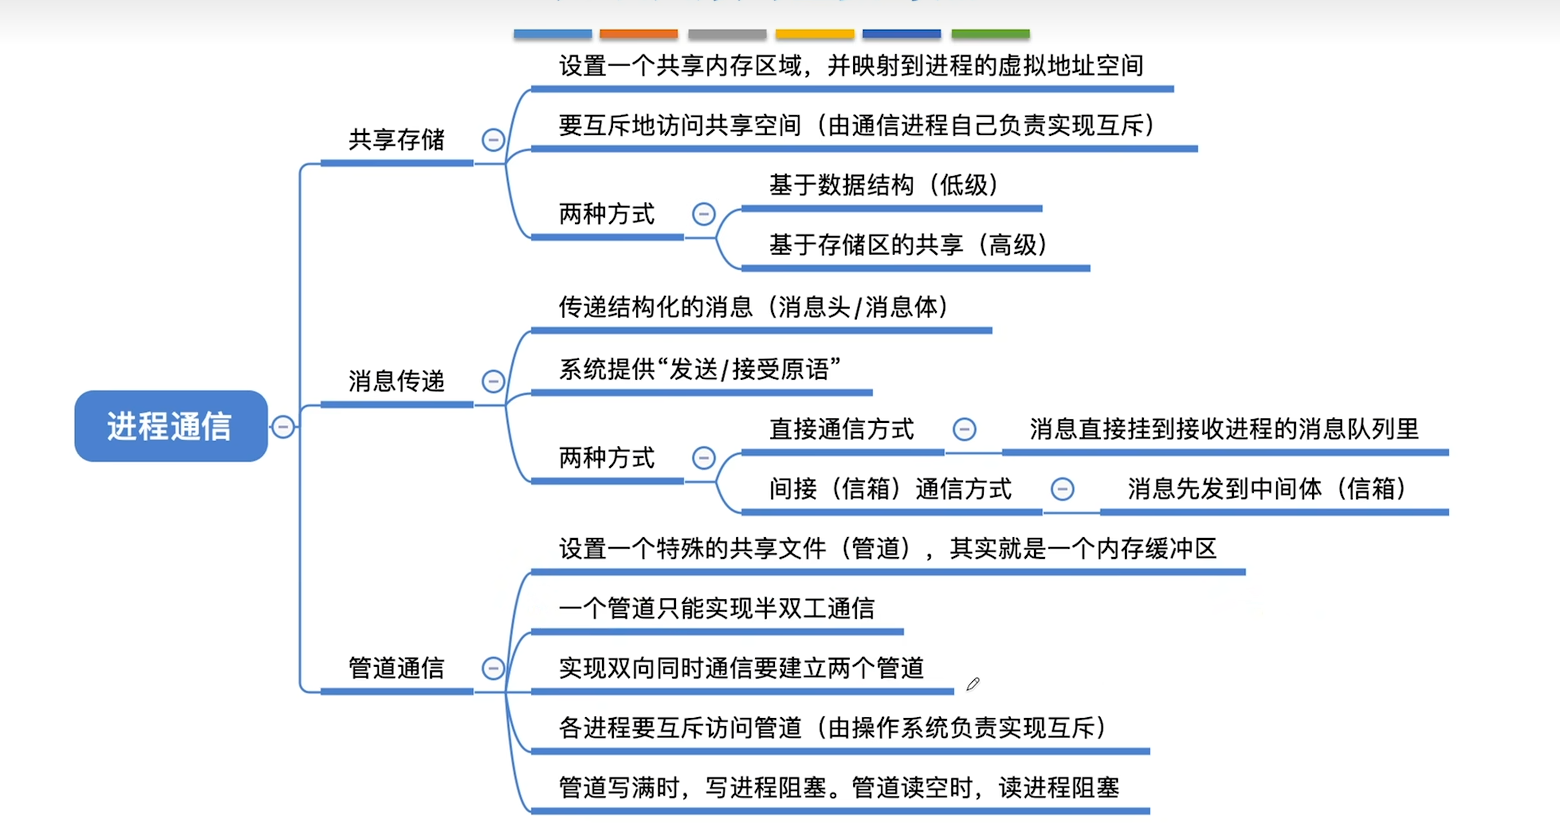 进程通信
共享存储
设置一个共享内存区域，并映射到进程的虚拟地址空间
要互斥地访问共享空间（由通信进程自己负责实现互斥）
两种方式
基于数据结构（低级）
基于存储区的共享（高级）
消息传递
传递结构化的消息（消息头/消息体）
系统提供“发送/接受原语”
两种方式
直接通信方式
消息直接挂到接收进程的消息队列里
间接（信箱）通信方式
消息先发到中间体（信箱）
管道通信
设置一个特殊的共享文件（管道），其实就是一个内存缓冲区
一个管道只能实现半双工通信
实现双向同时通信要建立两个管道
各进程要互斥访问管道（由操作系统负责实现互斥）
管道写满时，写进程阻塞。管道读空时，读进程阻塞